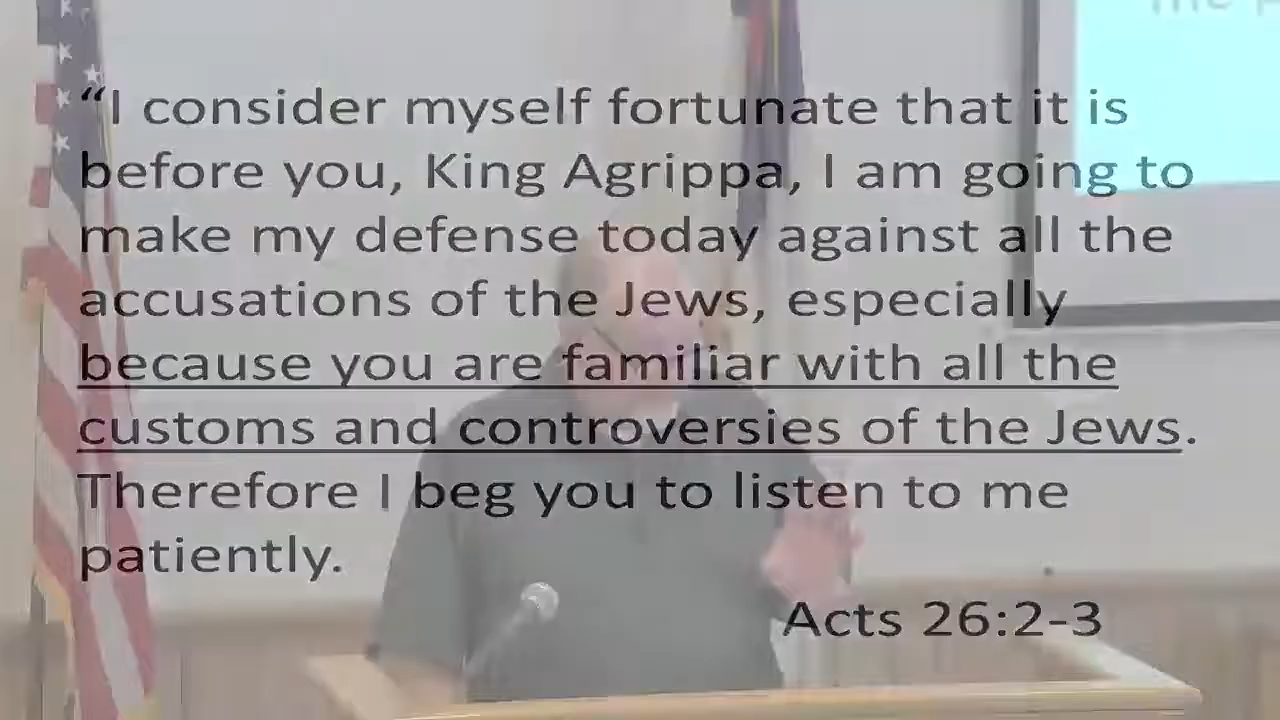 “I consider myself fortunate that it is
before you, King Agrippa, I am going to
make my defense today against all the
accusations of the Jews, especially
because you are familiar with all the
customs and controversies of the Jews.
Therefore I beg you to listen to me
patiently.
Acts 26:2-3